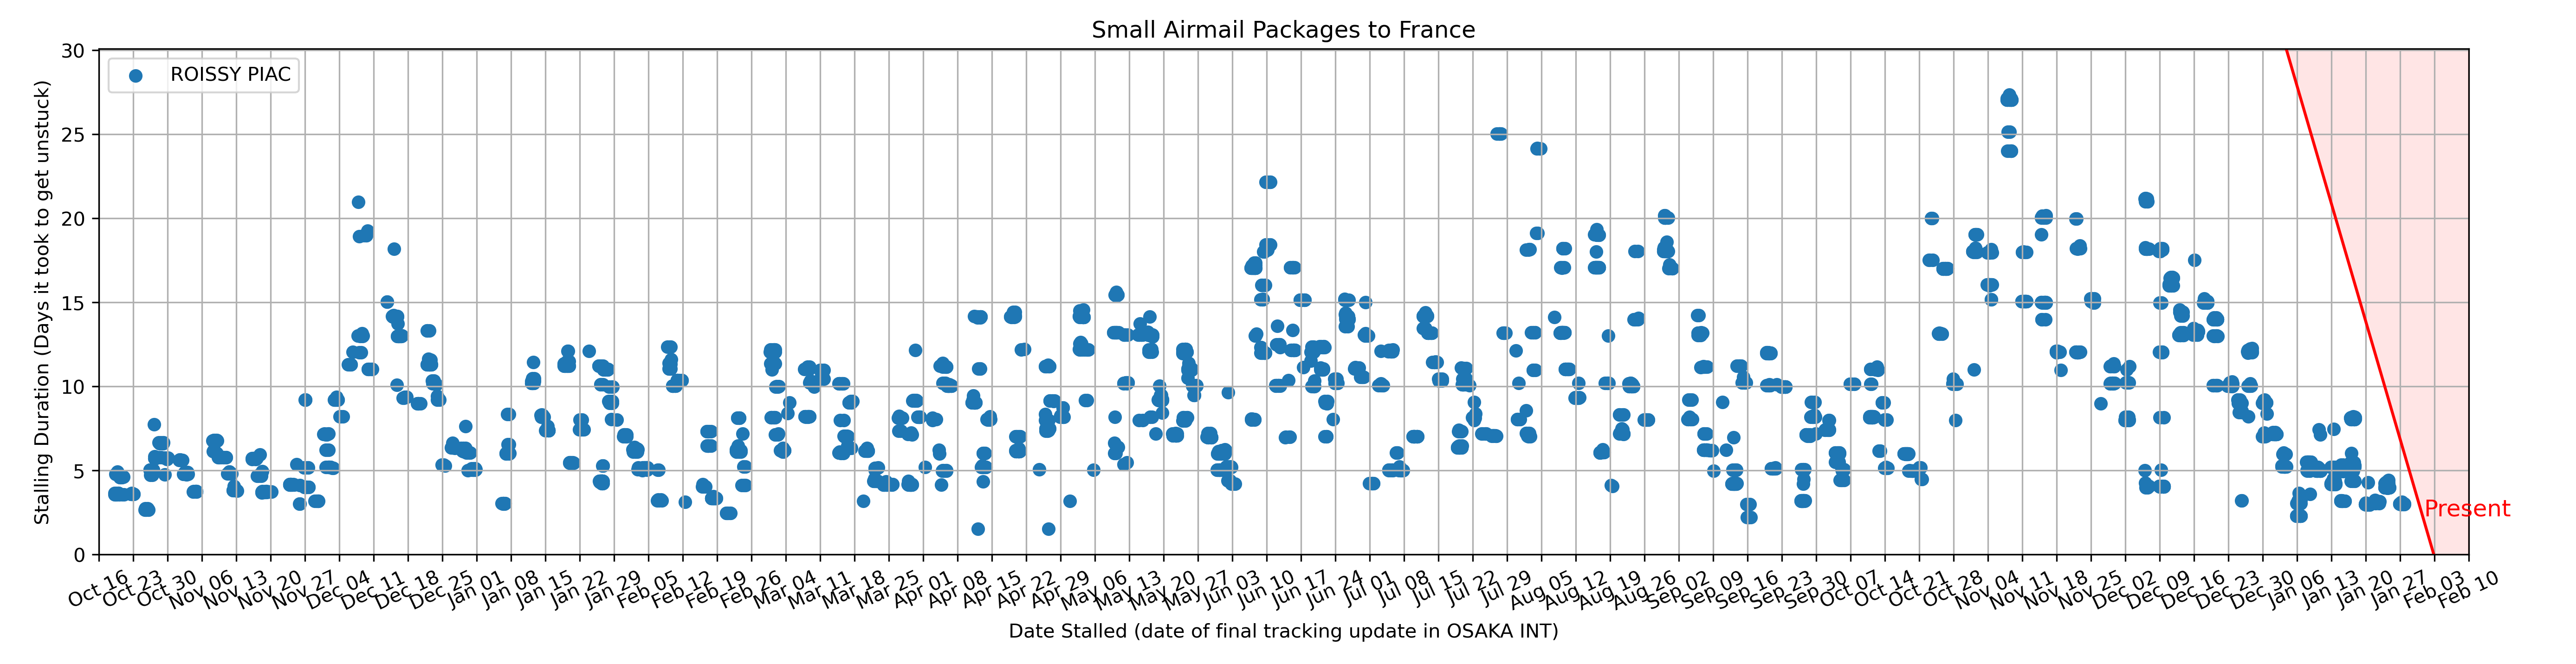 Small Airmail Packages to France
ROISSY PIAC
Stalling Duration (Days it took to get unstuck)
30
25
20
15
10
5
0
Present
Oct 16
Oct 23
Oct 30
Nov 06
Nov 13
Nov 20
Nov 27
Dec 04
Dec 11
Dec 18
Dec 25
Jan 01
Jan 08
Jan 15
Jan 22
Jan 29
Feb 05
Feb 12
Feb 19
Feb 26
Mar 04
Mar 11
Mar 18
Mar 25
Apr 01
Apr 08
Apr 15
Apr 22
Apr 29
May 06
May 13
May 20
May 27
Jun 03
Jun 10
Jun 17
Jun 24
Jul 01
Jul 08
Jul 15
Jul 22
Jul 29
Aug 05
Aug 12
Aug 19
Aug 26
Sep 02
Sep 09
Sep 16
Sep 23
Sep 30
Oct 07
Oct 14
Oct 21
Oct 28
Nov 04
Nov 11
Nov 18
Nov 25
Dec 02
Dec 09
Dec 16
Dec 23
Dec 30
Jan 06
Jan 13
Jan 20
Jan 27
Feb 03
Feb 10
Date Stalled (date of final tracking update in OSAKA INT)